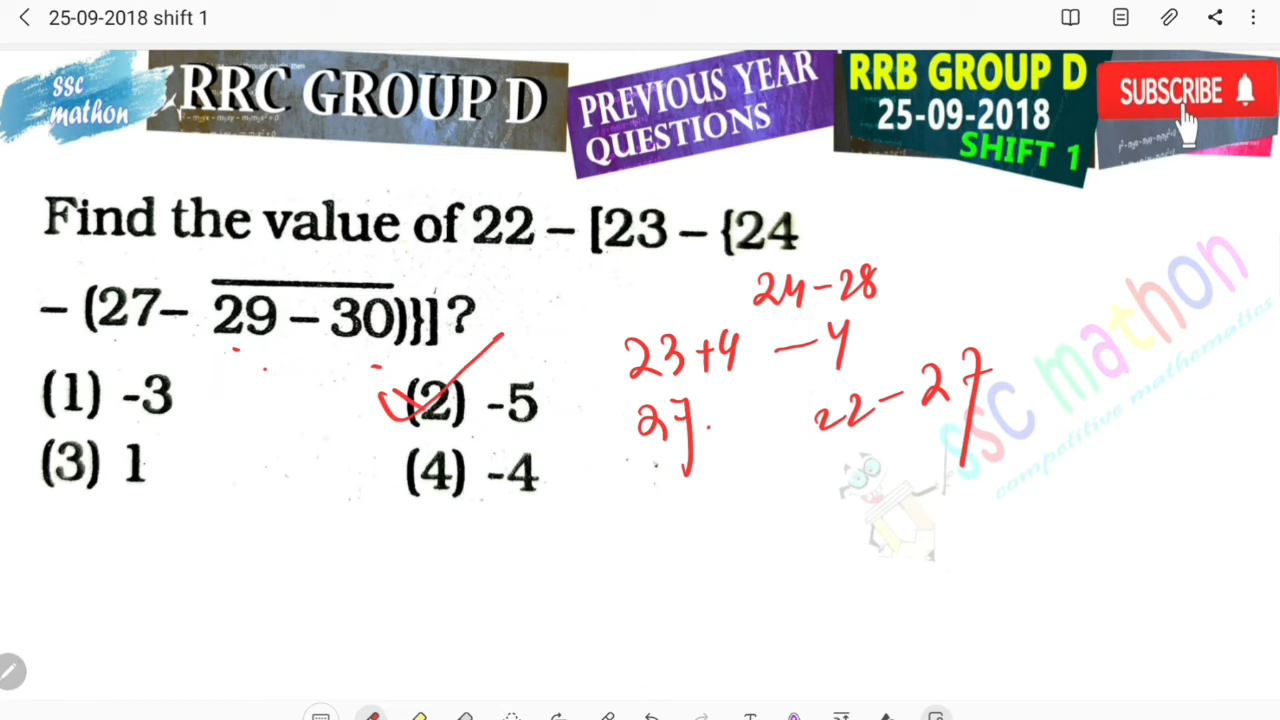 25-09-2018 shift 1
ssc
mathon
RRC GROUP D
PREVIOUS YEAR
QUESTIONS
RRB GROUP D
25-09-2018
SHIFT 1
SUBSCRIBE
Find the value of 22 – [23 – {24
– (27– 29 – 30)}]?
(1) -3
(2) -5
(3) 1
(4) -4
24-28
23+4 -4
27.
22-27
ssc mathon
competitive mathematics